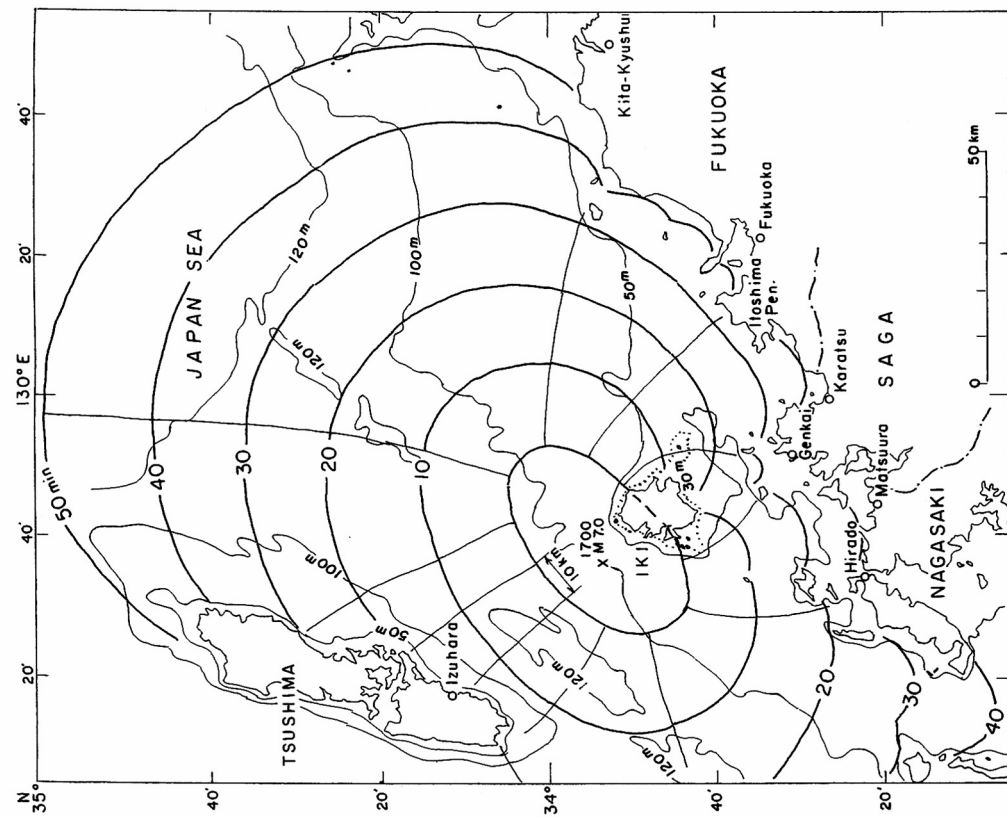 N
35°
40'
20'
34°
40'
20'
20'
40'
130° E
20'
40'
JAPAN SEA
TSUSHIMA
Izuhara
IKI
1700
X M 7.0
10 km
50 min
40
30
20
10
20
30
40
120 m
100 m
120 m
100 m
50 m
50 m
30 m
120 m
120 m
Kita-Kyushu
FUKUOKA
Fukuoka
Itoshima
Pen.
Karatsu
SAGA
Genkai
Matsuura
Hirado
NAGASAKI
0
50 km